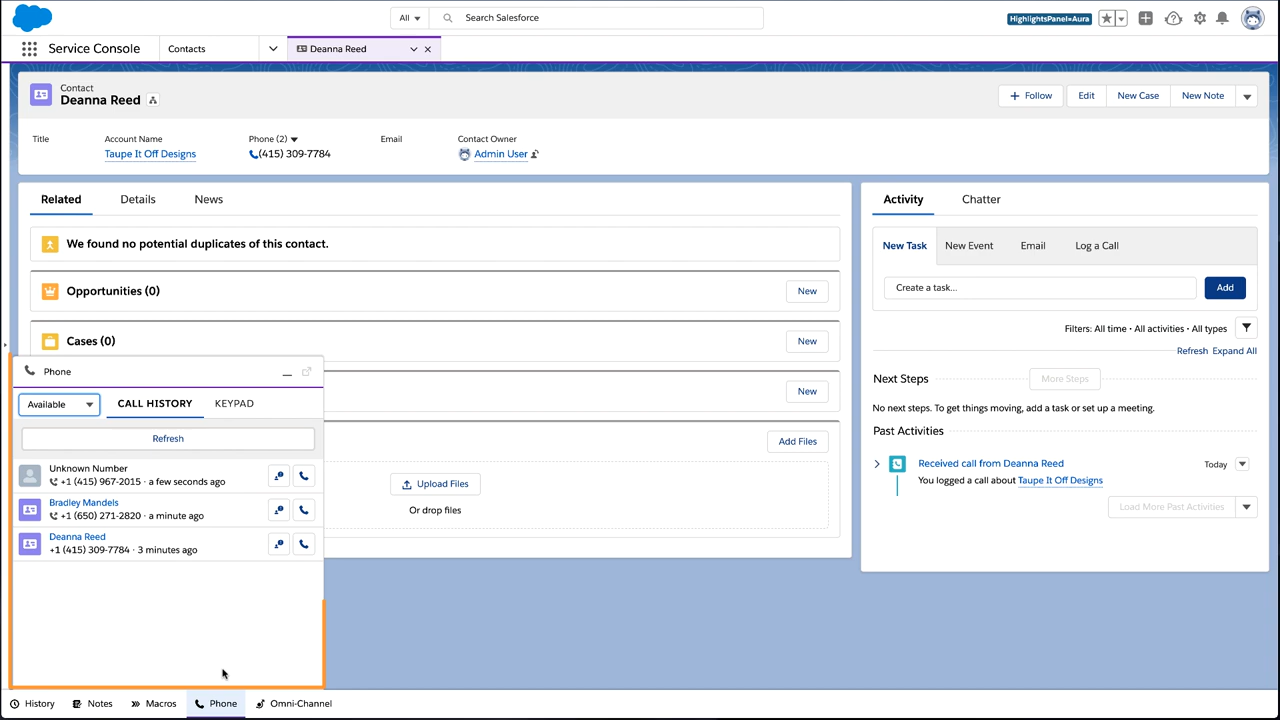 All
Search Salesforce
HighlightsPanel=Aura
Service Console
Contacts
Deanna Reed
Contact
Deanna Reed
Follow
Edit
New Case
New Note
Title
Account Name
Phone (2)
Email
Contact Owner
Taupe It Off Designs
(415) 309-7784
Admin User
Related
Details
News
We found no potential duplicates of this contact.
Opportunities (0)
New
Cases (0)
New
New
Add Files
Upload Files
Or drop files
Activity
Chatter
New Task
New Event
Email
Log a Call
Create a task...
Add
Filters: All time • All activities • All types
Refresh
Expand All
Next Steps
More Steps
No next steps. To get things moving, add a task or set up a meeting.
Past Activities
Received call from Deanna Reed
Today
You logged a call about Taupe It Off Designs
Load More Past Activities
Phone
Available
CALL HISTORY
KEYPAD
Refresh
Unknown Number
+1 (415) 967-2015 · a few seconds ago
Bradley Mandels
+1 (650) 271-2820 · a minute ago
Deanna Reed
+1 (415) 309-7784 · 3 minutes ago
History
Notes
Macros
Phone
Omni-Channel